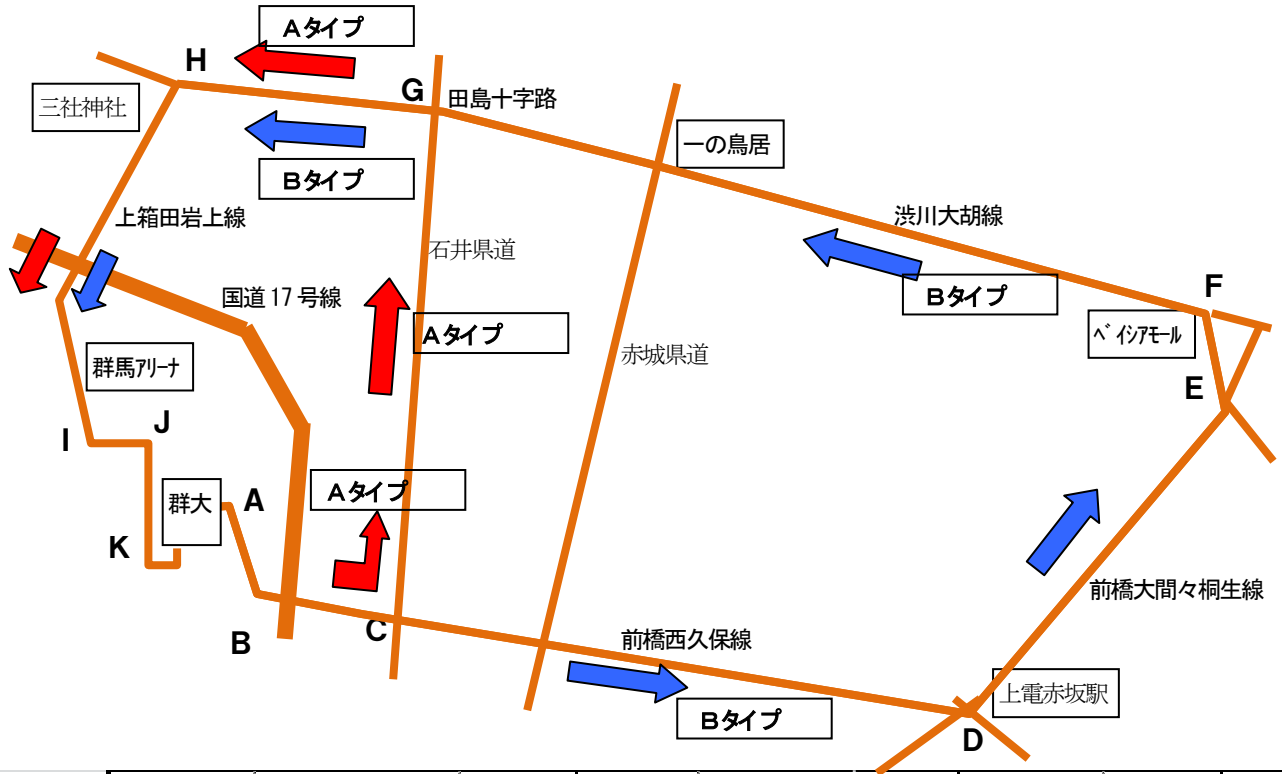 Aタイプ
H
G
田島十字路
三社神社
Bタイプ
一の鳥居
上箱田岩上線
渋川大胡線
石井県道
Bタイプ
F
国道17号線
Aタイプ
ベイシアモール
赤城県道
群馬アリーナ
E
I
J
Aタイプ
群大
A
K
前橋大間々桐生線
B
C
前橋西久保線
上電赤坂駅
Bタイプ
D